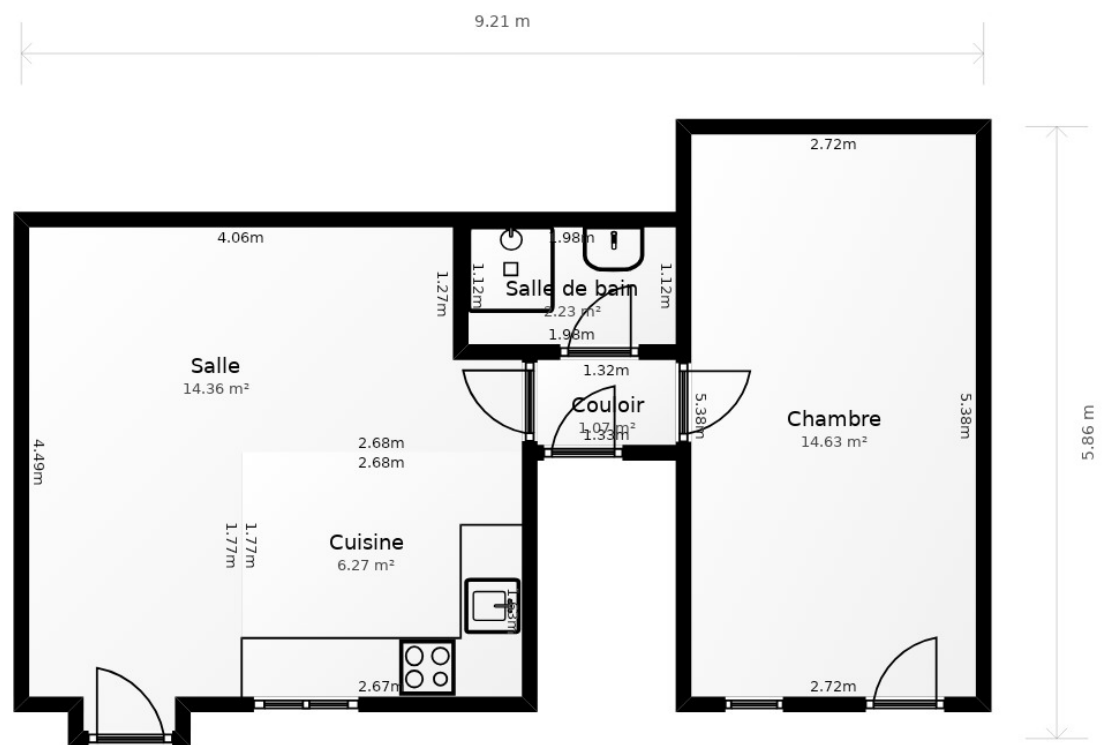 9.21 m
2.72m
4.06m
1.98m
1.27m
1.12m
1.12m
Salle de bain
2.23 m²
1.98m
Salle
14.36 m²
1.32m
Couloir
1.07 m²
1.33m
5.38m
5.38m
Chambre
14.63 m²
5.86 m
4.49m
2.68m
2.68m
1.77m
1.77m
Cuisine
6.27 m²
2.67m
2.72m